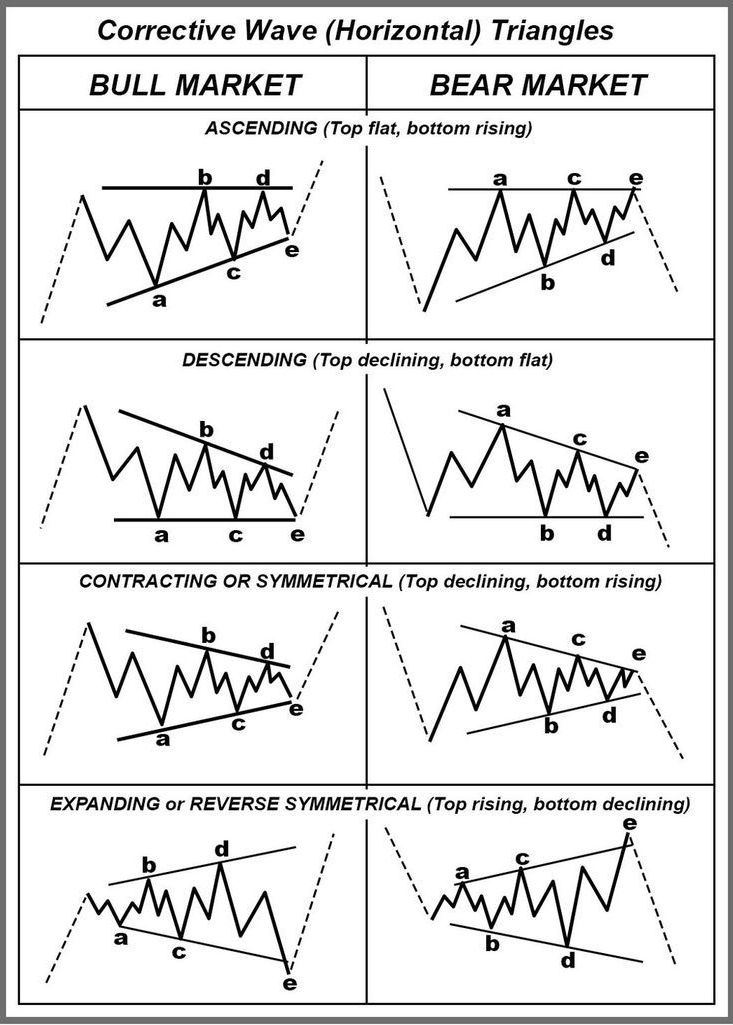 Corrective Wave (Horizontal) Triangles
BULL MARKET
BEAR MARKET
ASCENDING (Top flat, bottom rising)
b d
a c e
a c e
b d
DESCENDING (Top declining, bottom flat)
b d
a c e
a c e
b d
CONTRACTING OR SYMMETRICAL (Top declining, bottom rising)
b d
a c e
a c e
b d
EXPANDING or REVERSE SYMMETRICAL (Top rising, bottom declining)
b d
a c e
a c e
b d